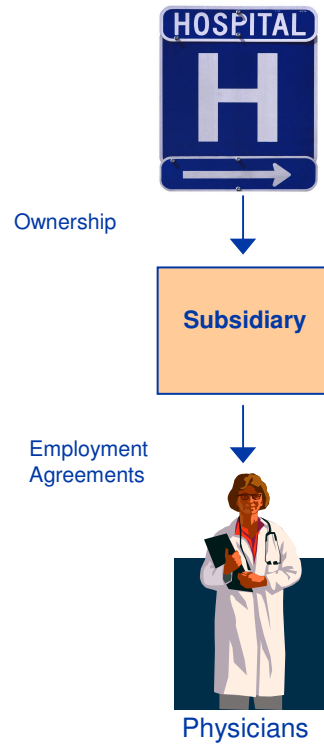 HOSPITAL
H
Ownership
Subsidiary
Employment
Agreements
Physicians